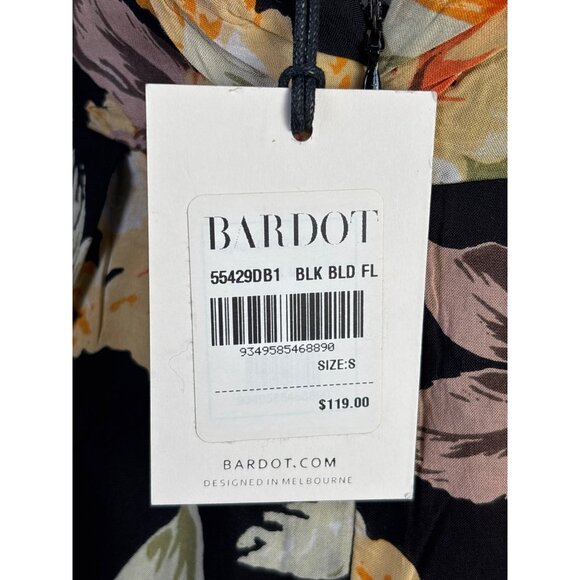 BARDOT
55429DB1 BLK BLD FL
9349585468890
SIZE:S
$119.00
BARDOT.COM
DESIGNED IN MELBOURNE